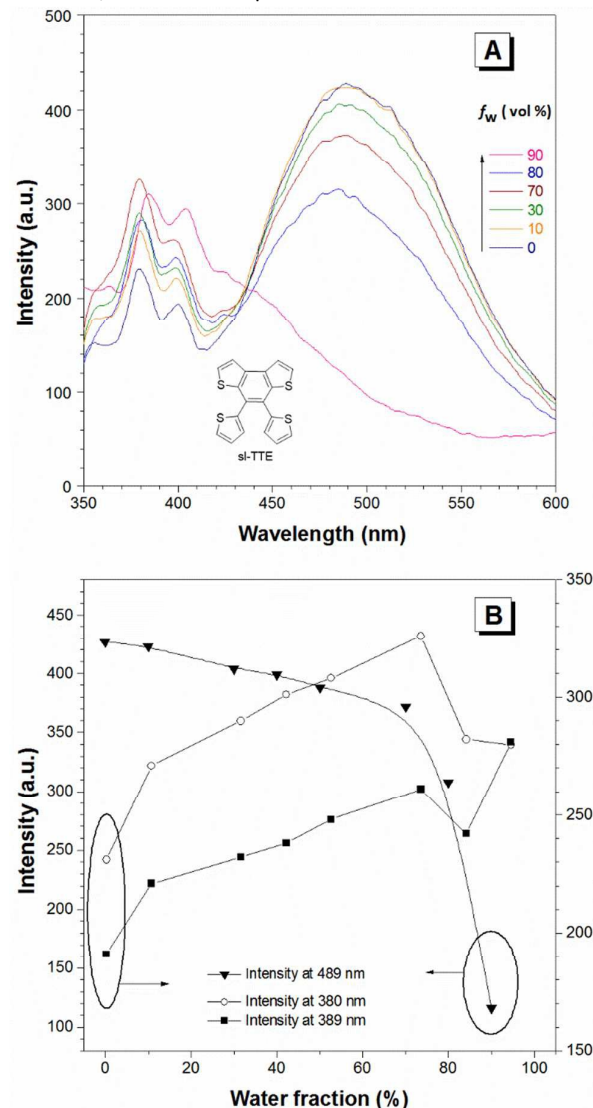 500
A
400
300
200
100
0
Intensity (a.u.)
fw ( vol %)
90
80
70
30
10
0
S
S
S
S
sl-TTE
350
400
450
500
550
600
Wavelength (nm)
B
450
400
350
300
250
200
150
100
Intensity (a.u.)
350
300
250
200
150
Intensity at 489 nm
Intensity at 380 nm
Intensity at 389 nm
0
20
40
60
80
100
Water fraction (%)